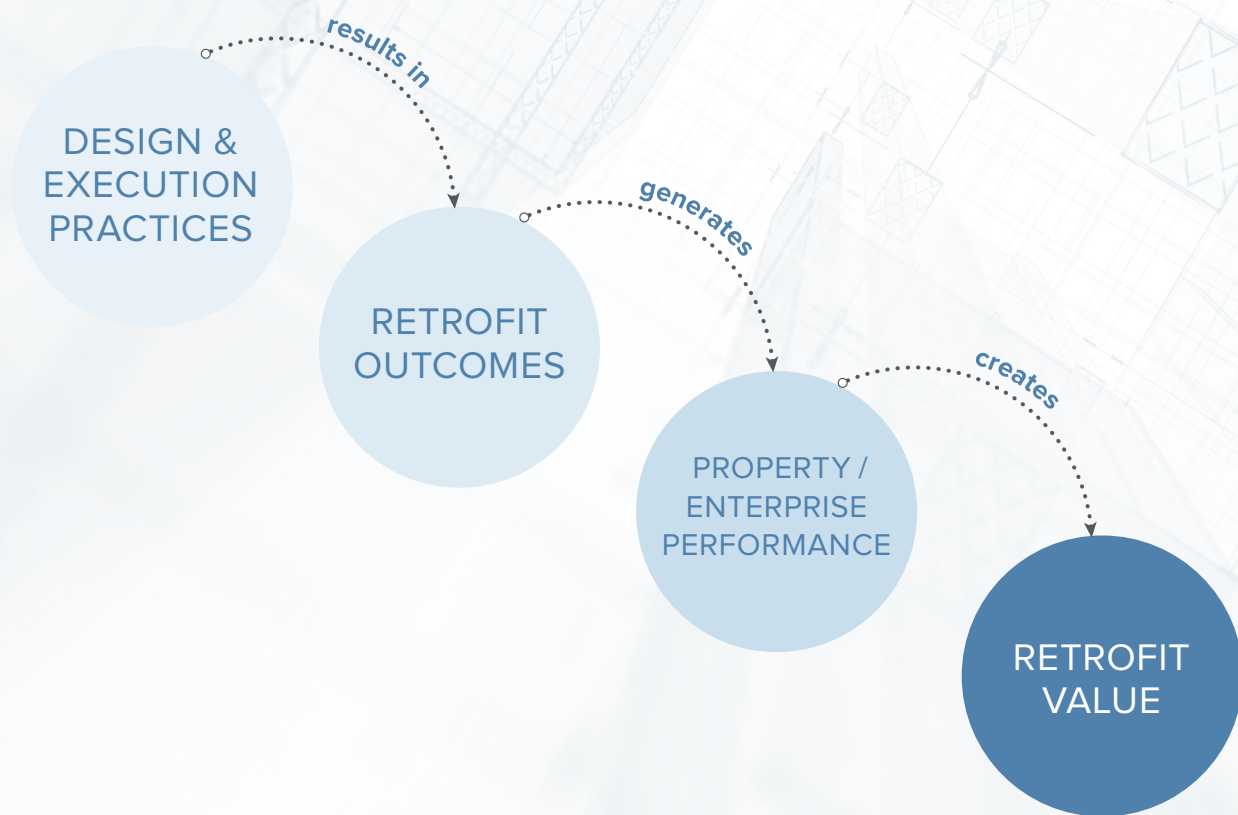 results in
DESIGN &
EXECUTION
PRACTICES
generates
RETROFIT
OUTCOMES
creates
PROPERTY /
ENTERPRISE
PERFORMANCE
RETROFIT
VALUE